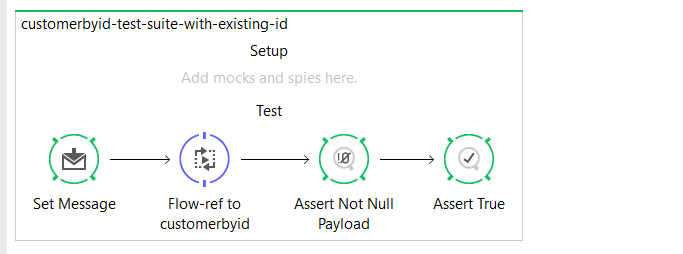 customerbyid-test-suite-with-existing-id
Setup
Add mocks and spies here.
Test
!Ø
Set Message
Flow-ref to
customerbyid
Assert Not Null
Payload
Assert True